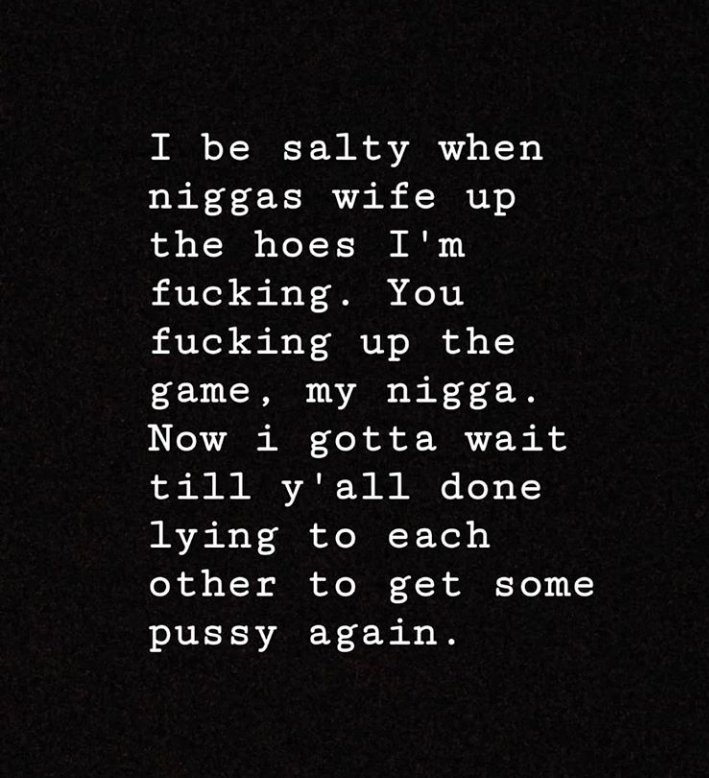 I be salty when
niggas wife up
the hoes I'm
fucking. You
fucking up the
game, my nigga.
Now i gotta wait
till y'all done
lying to each
other to get some
pussy again.